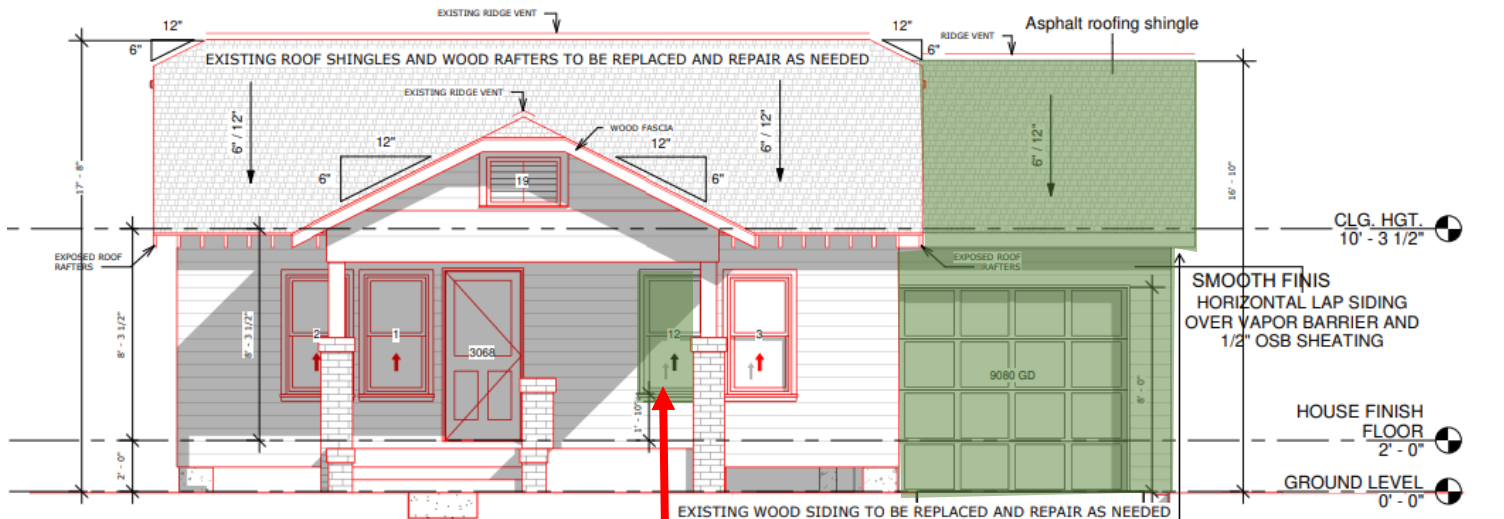 EXISTING RIDGE VENT
12"
12"
Asphalt roofing shingle
6"
6"
RIDGE VENT
EXISTING ROOF SHINGLES AND WOOD RAFTERS TO BE REPLACED AND REPAIR AS NEEDED
EXISTING RIDGE VENT
WOOD FASCIA
6" / 12"
6" / 12"
6" / 12"
12"
12"
6"
6"
19
17' - 8"
16' - 10"
CLG. HGT.
10' - 3 1/2"
EXPOSED ROOF
RAFTERS
EXPOSED ROOF
RAFTERS
SMOOTH FINIS
HORIZONTAL LAP SIDING
OVER VAPOR BARRIER AND
1/2" OSB SHEATING
8' - 3 1/2"
8' - 3 1/2"
2
1
3068
12
3
9080 GD
8' - 0"
1' - 10"
HOUSE FINISH
FLOOR
2' - 0"
2' - 0"
GROUND LEVEL
0' - 0"
EXISTING WOOD SIDING TO BE REPLACED AND REPAIR AS NEEDED